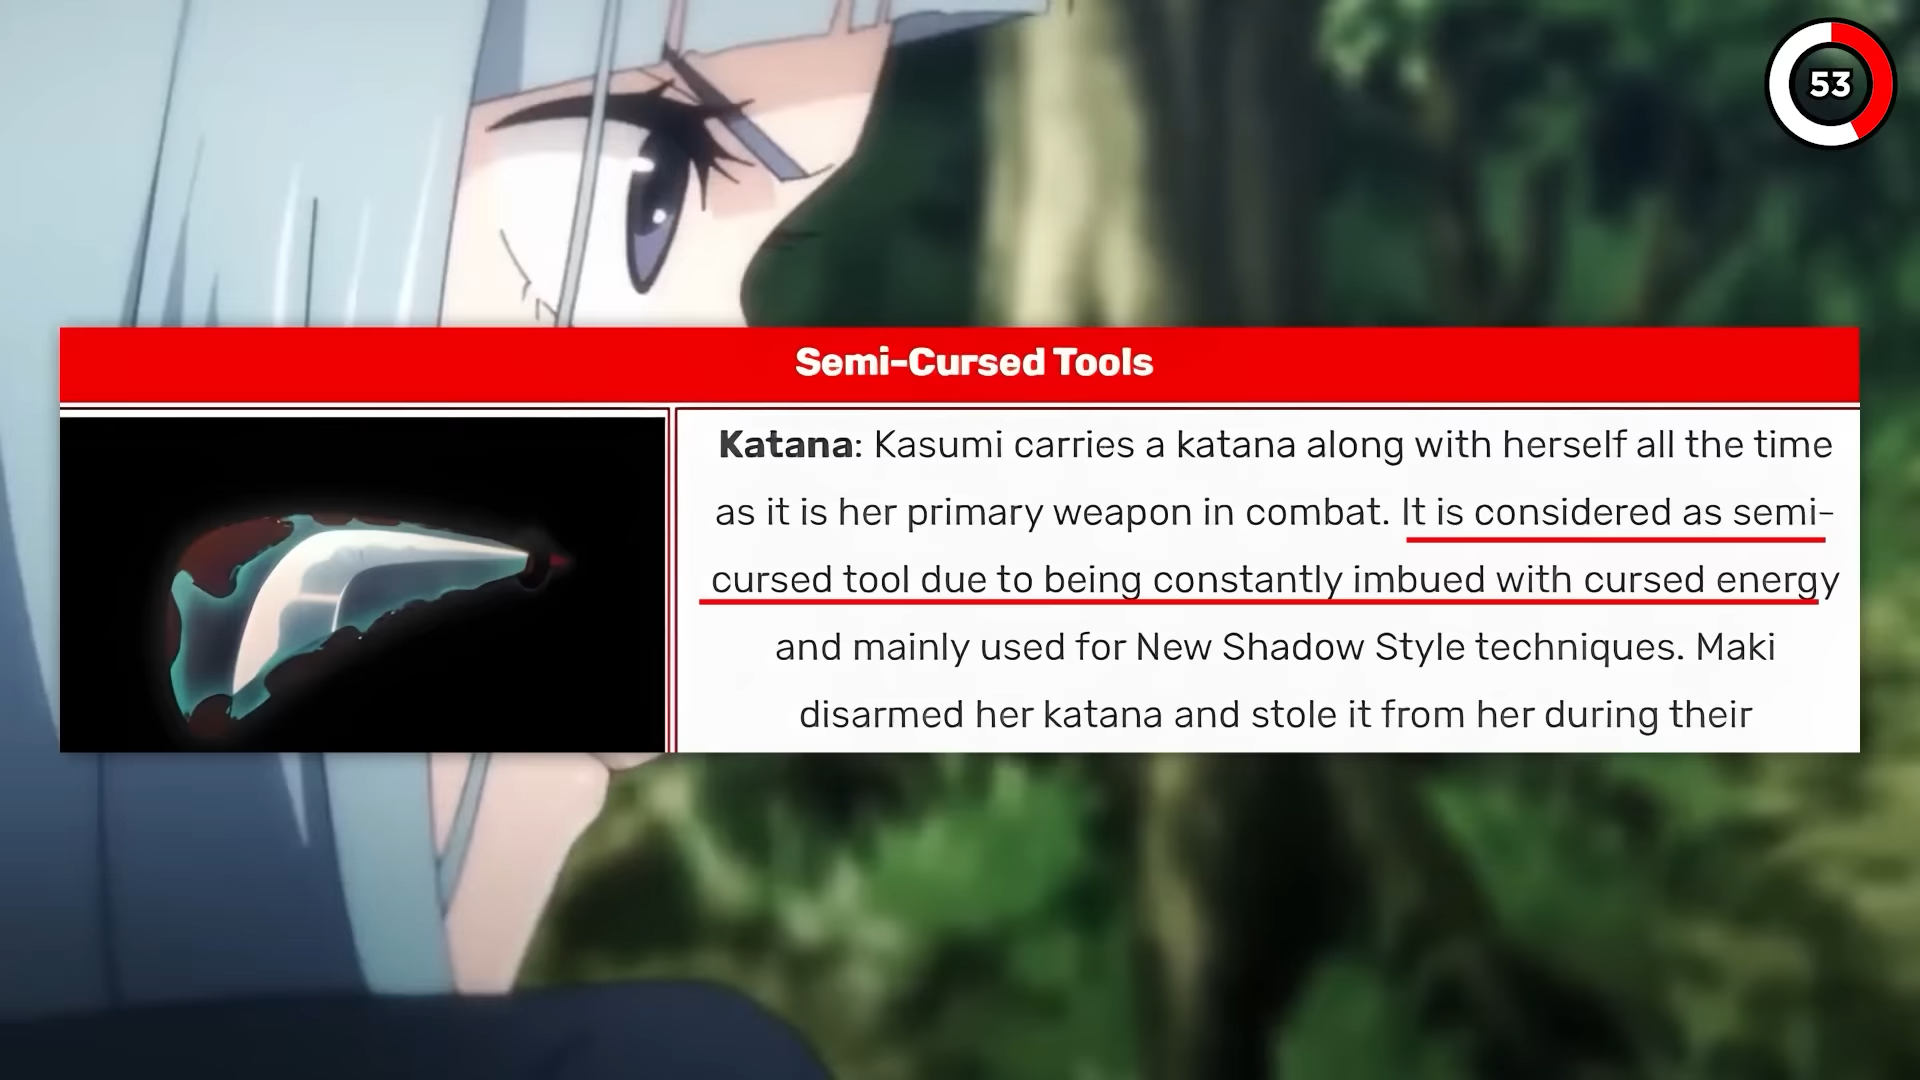 53
Semi-Cursed Tools
Katana: Kasumi carries a katana along with herself all the time
as it is her primary weapon in combat. It is considered as semi-
cursed tool due to being constantly imbued with cursed energy
and mainly used for New Shadow Style techniques. Maki
disarmed her katana and stole it from her during their